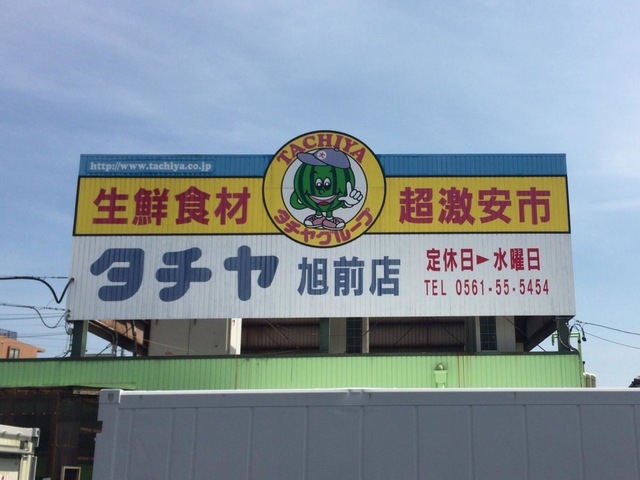 http://www.tachiya.co.jp
TACHIYA
タチヤグループ
生鮮食材
超激安市
タチヤ 旭前店
定休日►水曜日
TEL 0561-55-5454